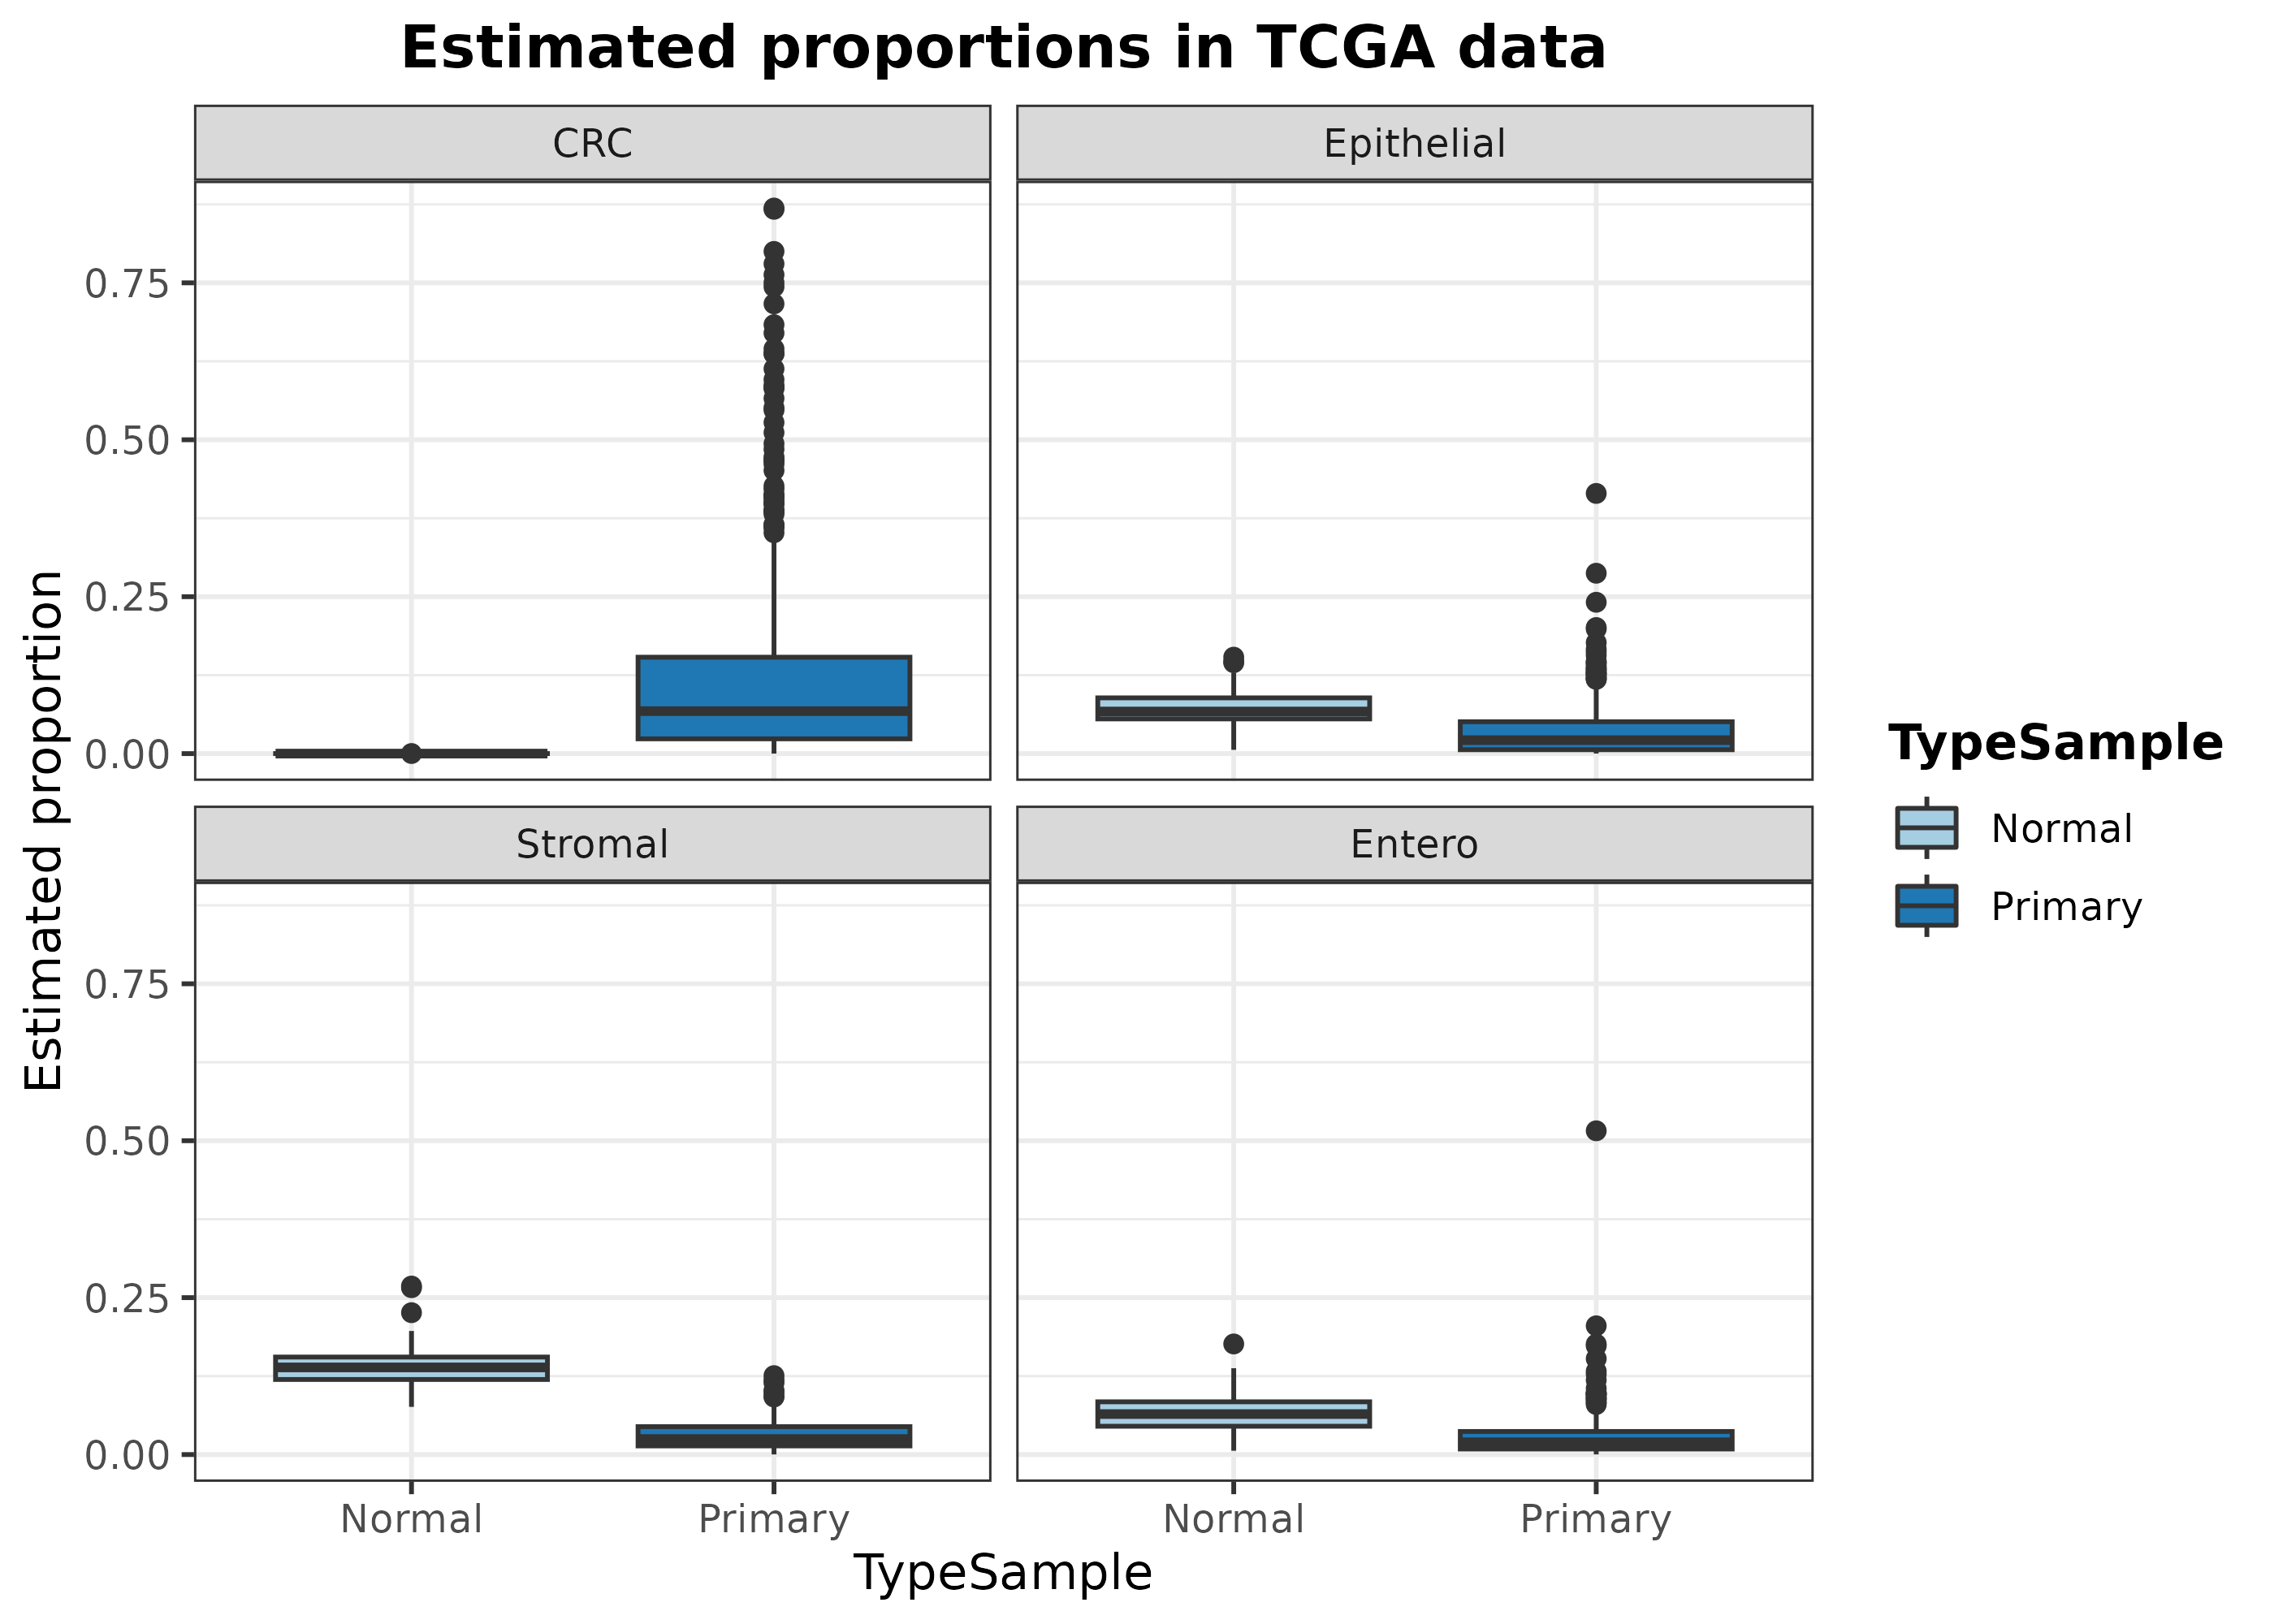 Estimated proportions in TCGA data
CRC
Epithelial
0.75
0.50
0.25
0.00
Stromal
Entero
0.75
0.50
0.25
0.00
Normal
Primary
Normal
Primary
TypeSample
Estimated proportion
TypeSample
Normal
Primary